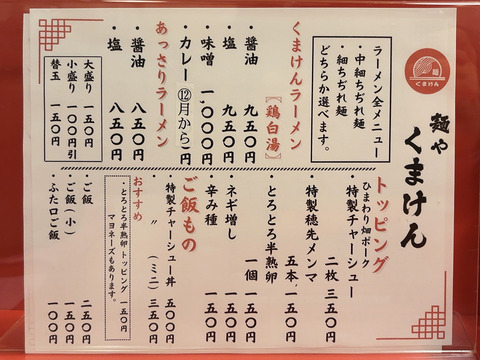 くまけん
麺や くまけん
ラーメン全メニュー
・中細ちぢれ麺
・細ちぢれ麺
どちらか選べます。
くまけんラーメン
【鶏白湯】
・醤油 九五〇円
・塩 九五〇円
・味噌 一,〇〇〇円
・カレー ⑫月から円
あっさりラーメン
・醤油 八五〇円
・塩 八五〇円
大盛り 一五〇円
小盛り 一〇〇円引
替玉 一五〇円
トッピング
ひまわり畑ポーク
・特製チャーシュー
二枚 三五〇円
・特製穂先メンマ
五本 一五〇円
・とろとろ半熟卵
一個 一五〇円
・ネギ増し 一五〇円
・辛み種 一五〇円
ご飯もの
・特製チャーシュー丼 五〇〇円
・〃 (ミニ) 三五〇円
おすすめ
・とろとろ半熟卵トッピング 一五〇円
マヨネーズもあります。
・ご飯 二五〇円
・ご飯(小) 一五〇円
・ふた口ご飯 一〇〇円